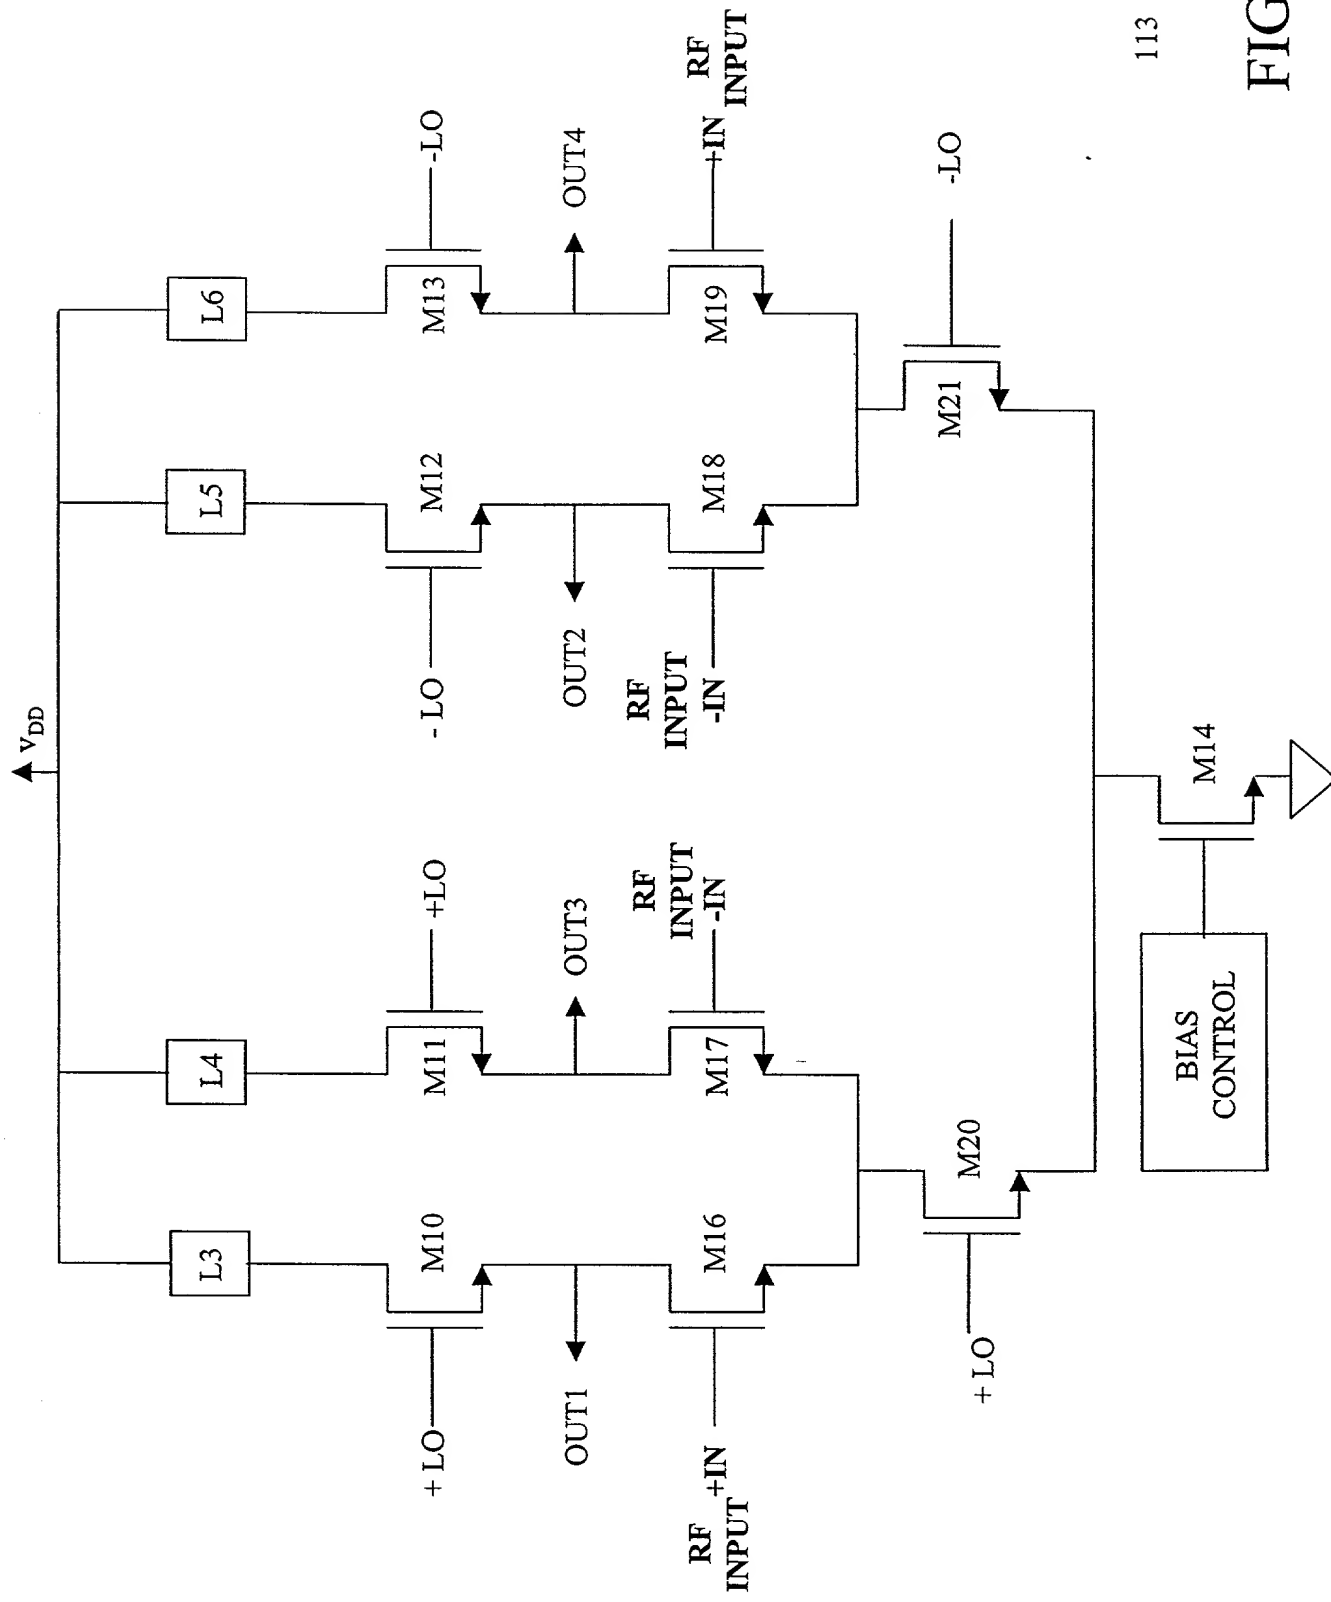 VDD
L3
L4
L5
L6
+ LO
M10
M11
+LO
- LO
M12
M13
-LO
OUT1
OUT3
OUT2
OUT4
RF
INPUT
+IN
M16
M17
RF
INPUT
-IN
RF
INPUT
-IN
M18
M19
+IN
RF
INPUT
+ LO
M20
M21
-LO
BIAS
CONTROL
M14
113
FIG